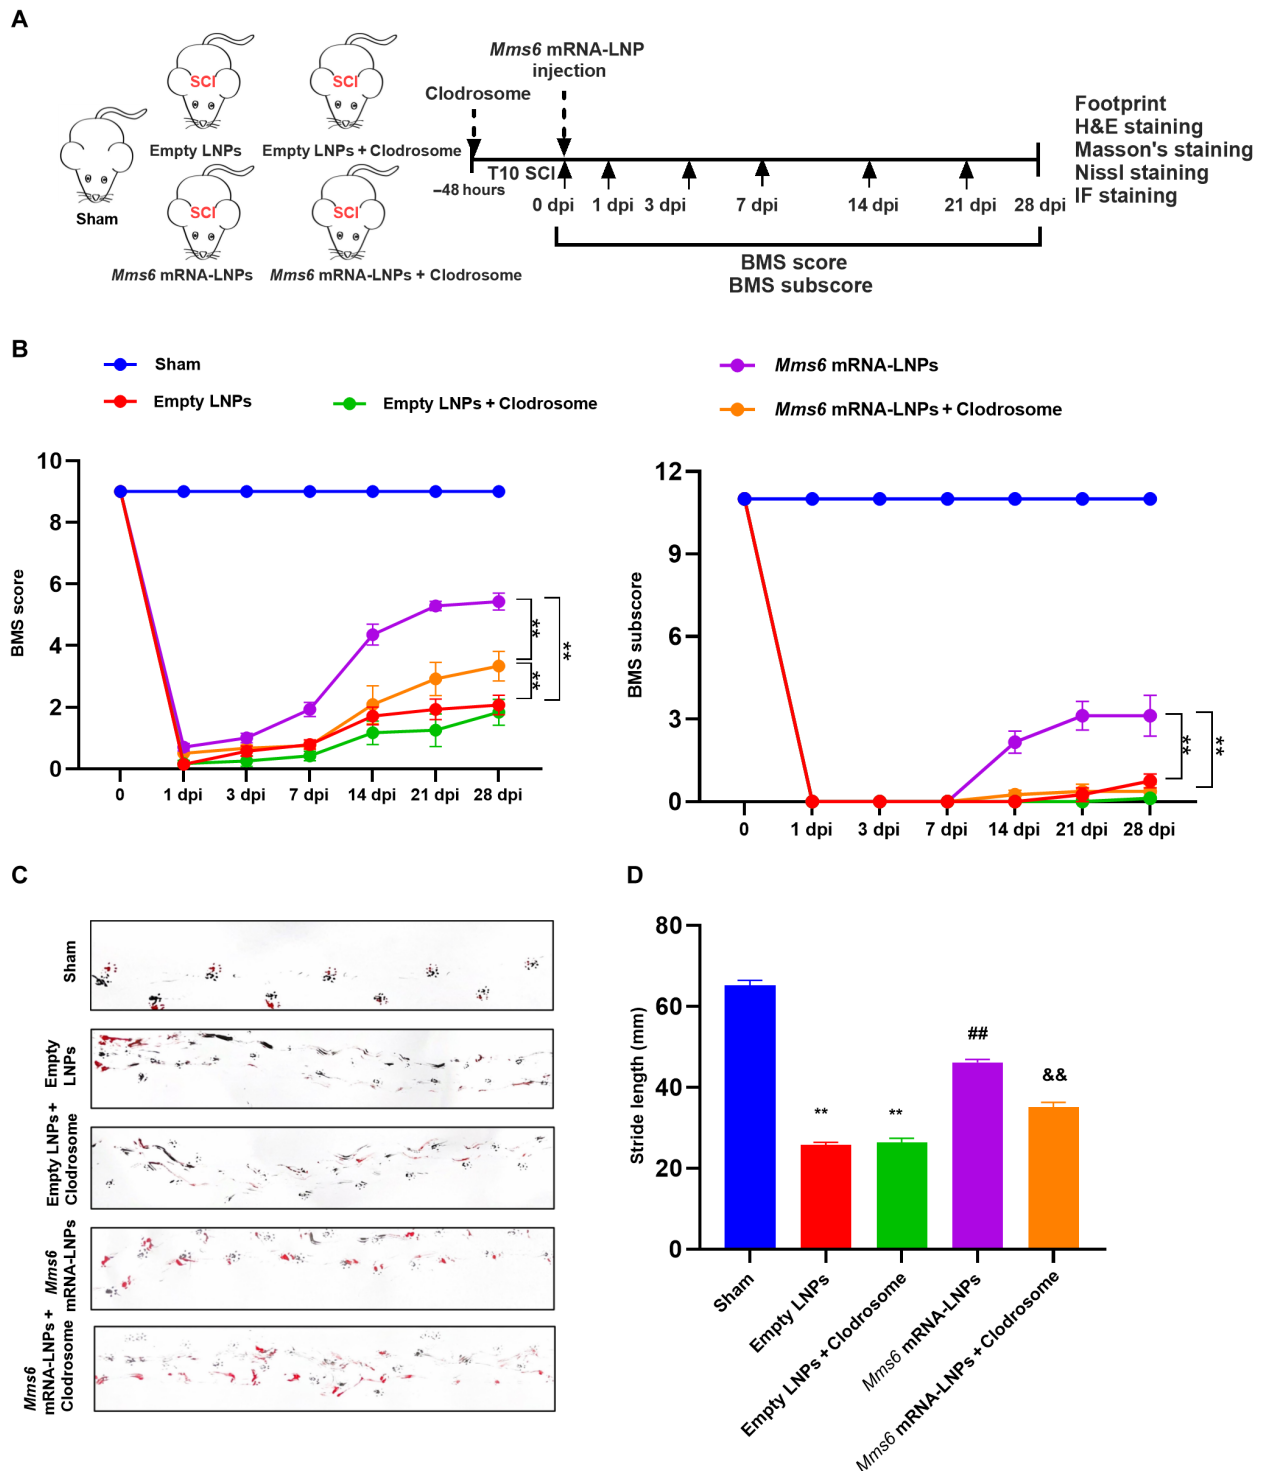 A
SCI
SCI
Mms6 mRNA-LNP
injection
Clodrosome
Empty LNPs
Empty LNPs + Clodrosome
SCI
SCI
Sham
Mms6 mRNA-LNPs
Mms6 mRNA-LNPs + Clodrosome
T10 SCI
−48 hours
0 dpi
1 dpi
3 dpi
7 dpi
14 dpi
21 dpi
28 dpi
BMS score
BMS subscore
Footprint
H&E staining
Masson's staining
Nissl staining
IF staining
B
Sham
Empty LNPs
Empty LNPs + Clodrosome
Mms6 mRNA-LNPs
Mms6 mRNA-LNPs + Clodrosome
BMS score
10
8
6
4
2
0
0
1 dpi
3 dpi
7 dpi
14 dpi
21 dpi
28 dpi
**
**
**
BMS subscore
12
9
6
3
0
0
1 dpi
3 dpi
7 dpi
14 dpi
21 dpi
28 dpi
**
**
C
Sham
Empty
LNPs
Empty LNPs +
Clodrosome
Mms6
mRNA-LNPs
Mms6
mRNA-LNPs +
Clodrosome
D
Stride length (mm)
80
60
40
20
0
**
**
##
&&
Sham
Empty LNPs
Empty LNPs + Clodrosome
Mms6 mRNA-LNPs
Mms6 mRNA-LNPs + Clodrosome